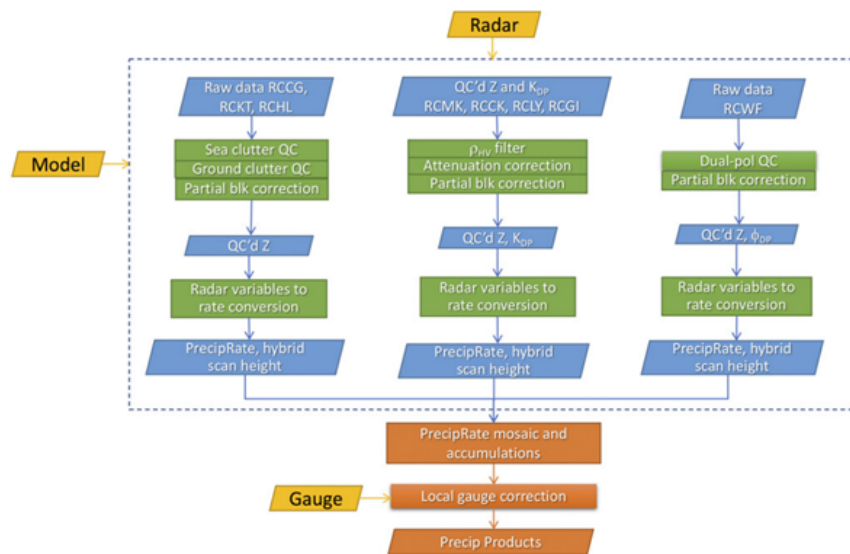 Radar
Model
Raw data RCCG,
RCKT, RCHL
Sea clutter QC
Ground clutter QC
Partial blk correction
QC'd Z
Radar variables to
rate conversion
PrecipRate, hybrid
scan height
QC'd Z and KDP
RCMK, RCCK, RCLY, RCGI
ρHV filter
Attenuation correction
Partial blk correction
QC'd Z, KDP
Radar variables to
rate conversion
PrecipRate, hybrid
scan height
Raw data
RCWF
Dual-pol QC
Partial blk correction
QC'd Z, ϕDP
Radar variables to
rate conversion
PrecipRate, hybrid
scan height
PrecipRate mosaic and
accumulations
Gauge
Local gauge correction
Precip Products